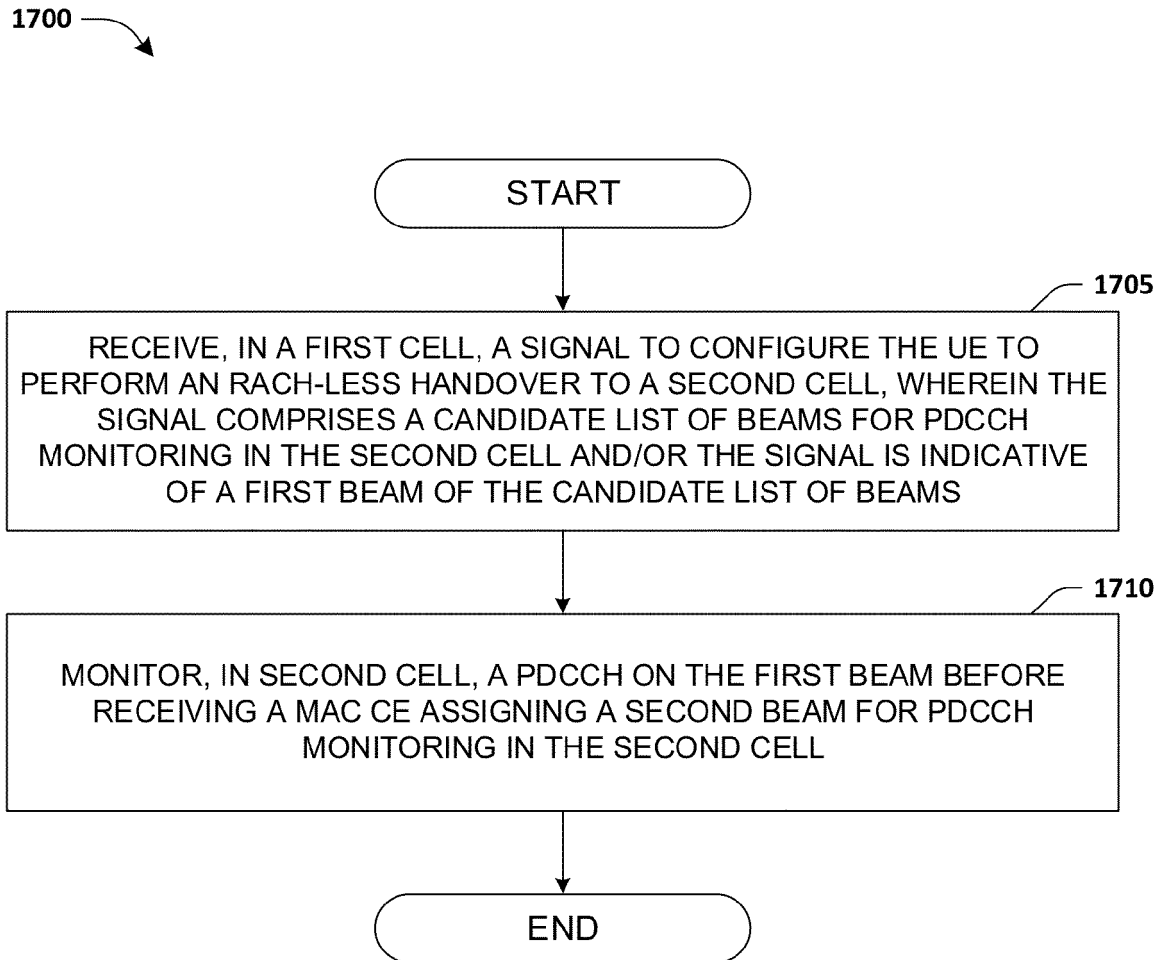 1700
START
1705
RECEIVE, IN A FIRST CELL, A SIGNAL TO CONFIGURE THE UE TO
PERFORM AN RACH-LESS HANDOVER TO A SECOND CELL, WHEREIN THE
SIGNAL COMPRISES A CANDIDATE LIST OF BEAMS FOR PDCCH
MONITORING IN THE SECOND CELL AND/OR THE SIGNAL IS INDICATIVE
OF A FIRST BEAM OF THE CANDIDATE LIST OF BEAMS
1710
MONITOR, IN SECOND CELL, A PDCCH ON THE FIRST BEAM BEFORE
RECEIVING A MAC CE ASSIGNING A SECOND BEAM FOR PDCCH
MONITORING IN THE SECOND CELL
END